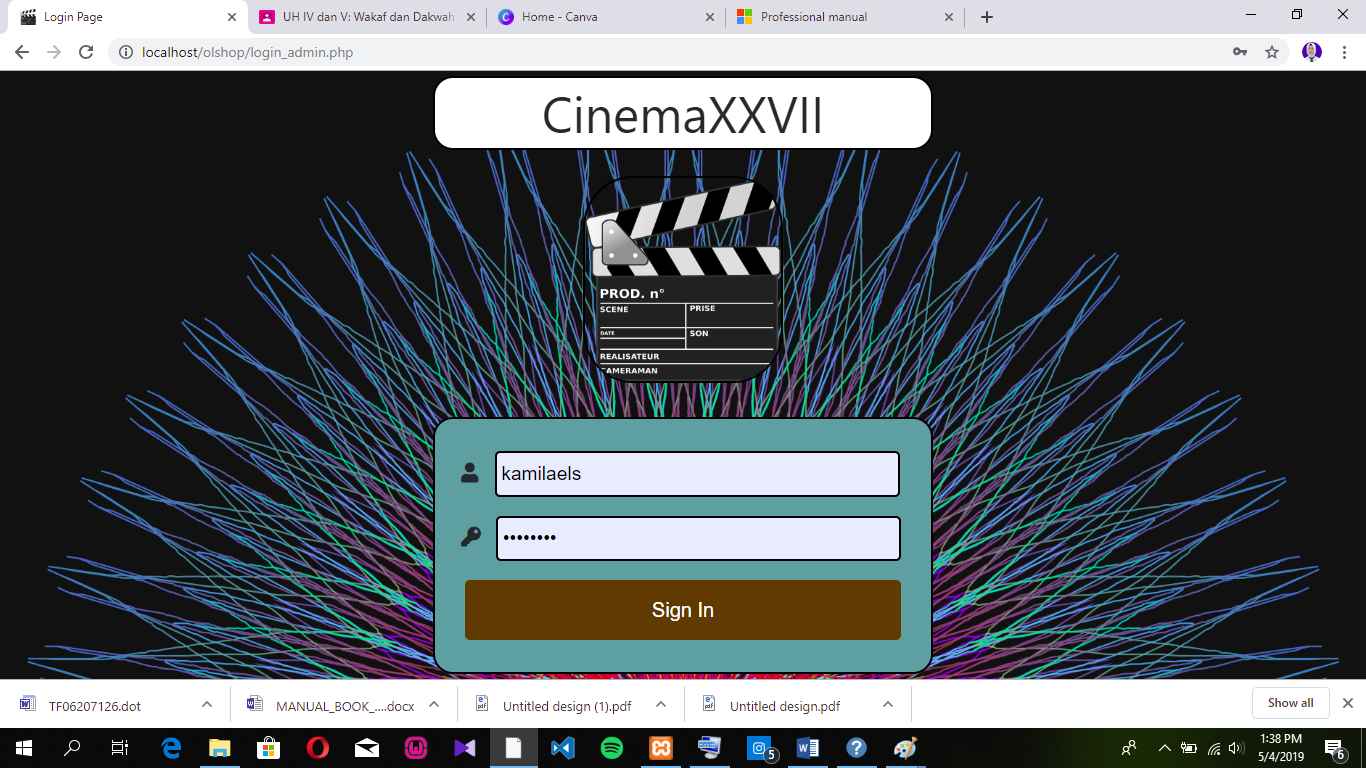 Login Page
UH IV dan V: Wakaf dan Dakwah
Home - Canva
Professional manual
localhost/olshop/login_admin.php
CinemaXXVII
PROD. n°
SCENE
PRISE
DATE
SON
REALISATEUR
CAMERAMAN
kamilaels
••••••••
Sign In
TF06207126.dot
MANUAL_BOOK_....docx
Untitled design (1).pdf
Untitled design.pdf
Show all
5
1:38 PM
5/4/2019
6